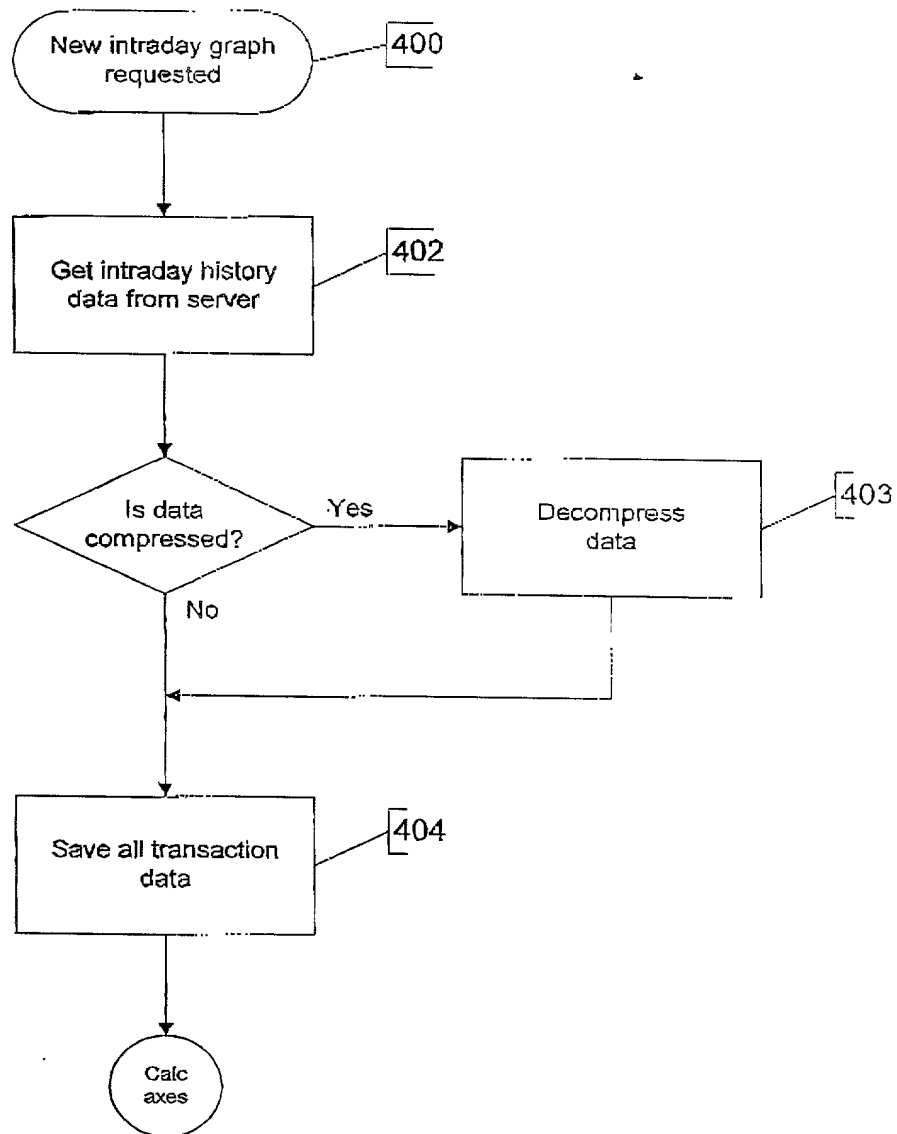 New intraday graph
requested
400
Get intraday history
data from server
402
Is data
compressed?
Yes
No
Decompress
data
403
Save all transaction
data
404
Calc
axes